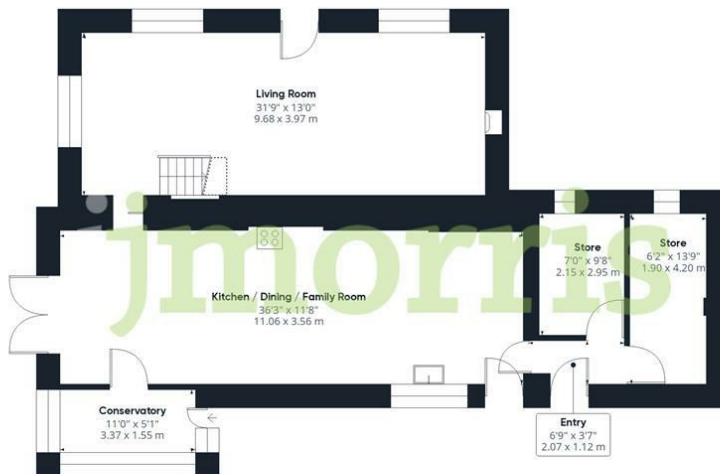 Living Room
31'9" x 13'0"
9.68 x 3.97 m
jjmorris
Kitchen / Dining / Family Room
36'3" x 11'8"
11.06 x 3.56 m
Store
7'0" x 9'8"
2.15 x 2.95 m
Store
6'2" x 13'9"
1.90 x 4.20 m
Conservatory
11'0" x 5'1"
3.37 x 1.55 m
Entry
6'9" x 3'7"
2.07 x 1.12 m